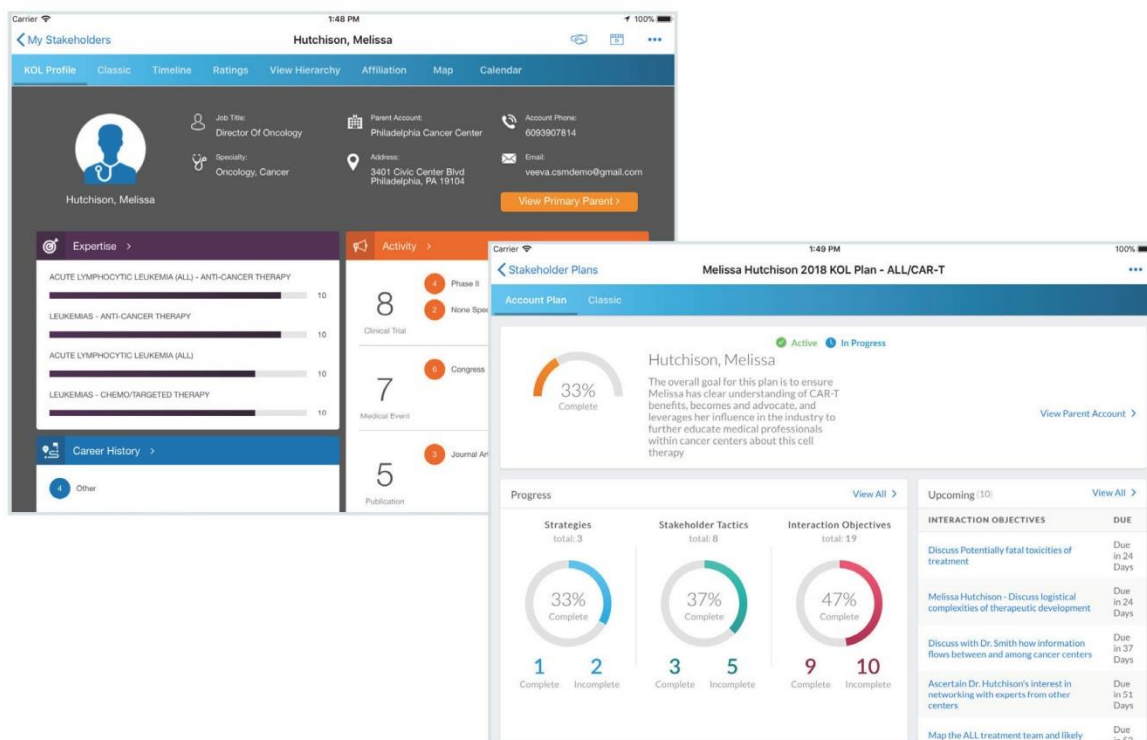 Carrier 1:48 PM 100%
My Stakeholders Hutchison, Melissa
KOL Profile Classic Timeline Ratings View Hierarchy Affiliation Map Calendar
Job Title:
Director Of Oncology
Parent Account:
Philadelphia Cancer Center
Account Phone:
6093907814
Specialty:
Oncology, Cancer
Address:
3401 Civic Center Blvd
Philadelphia, PA 19104
Email:
veeva.csmdemo@gmail.com
Hutchison, Melissa
View Primary Parent >
Expertise >
ACUTE LYMPHOCYTIC LEUKEMIA (ALL) - ANTI-CANCER THERAPY
10
LEUKEMIAS - ANTI-CANCER THERAPY
10
ACUTE LYMPHOCYTIC LEUKEMIA (ALL)
10
LEUKEMIAS - CHEMO/TARGETED THERAPY
10
Career History >
4 Other
Activity >
8
Clinical Trial
4 Phase II
2 None Spec
7
Medical Event
6 Congress
5
Publication
3 Journal Ar
Carrier 1:49 PM 100%
Stakeholder Plans Melissa Hutchison 2018 KOL Plan - ALL/CAR-T
Account Plan Classic
Active In Progress
33%
Complete
Hutchison, Melissa
The overall goal for this plan is to ensure
Melissa has clear understanding of CAR-T
benefits, becomes and advocate, and
leverages her influence in the industry to
further educate medical professionals
within cancer centers about this cell
therapy
View Parent Account >
Progress View All >
Strategies
total: 3
33%
Complete
1 2
Complete Incomplete
Stakeholder Tactics
total: 8
37%
Complete
3 5
Complete Incomplete
Interaction Objectives
total: 19
47%
Complete
9 10
Complete Incomplete
Upcoming (10) View All >
INTERACTION OBJECTIVES DUE
Discuss Potentially fatal toxicities of
treatment
Due
in 24
Days
Melissa Hutchison - Discuss logistical
complexities of therapeutic development
Due
in 24
Days
Discuss with Dr. Smith how information
flows between and among cancer centers
Due
in 37
Days
Ascertain Dr. Hutchison's interest in
networking with experts from other
centers
Due
in 51
Days
Map the ALL treatment team and likely
Due